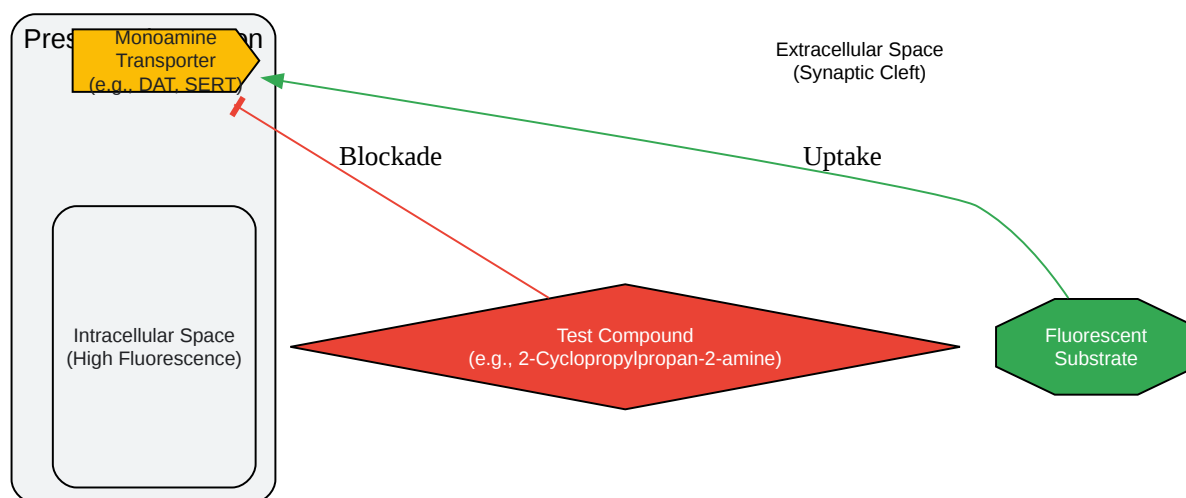 Monoamine
Transporter
(e.g., DAT, SERT)
Extracellular Space
(Synaptic Cleft)
Blockade
Uptake
Intracellular Space
(High Fluorescence)
Test Compound
(e.g., 2-Cyclopropylpropan-2-amine)
Fluorescent
Substrate